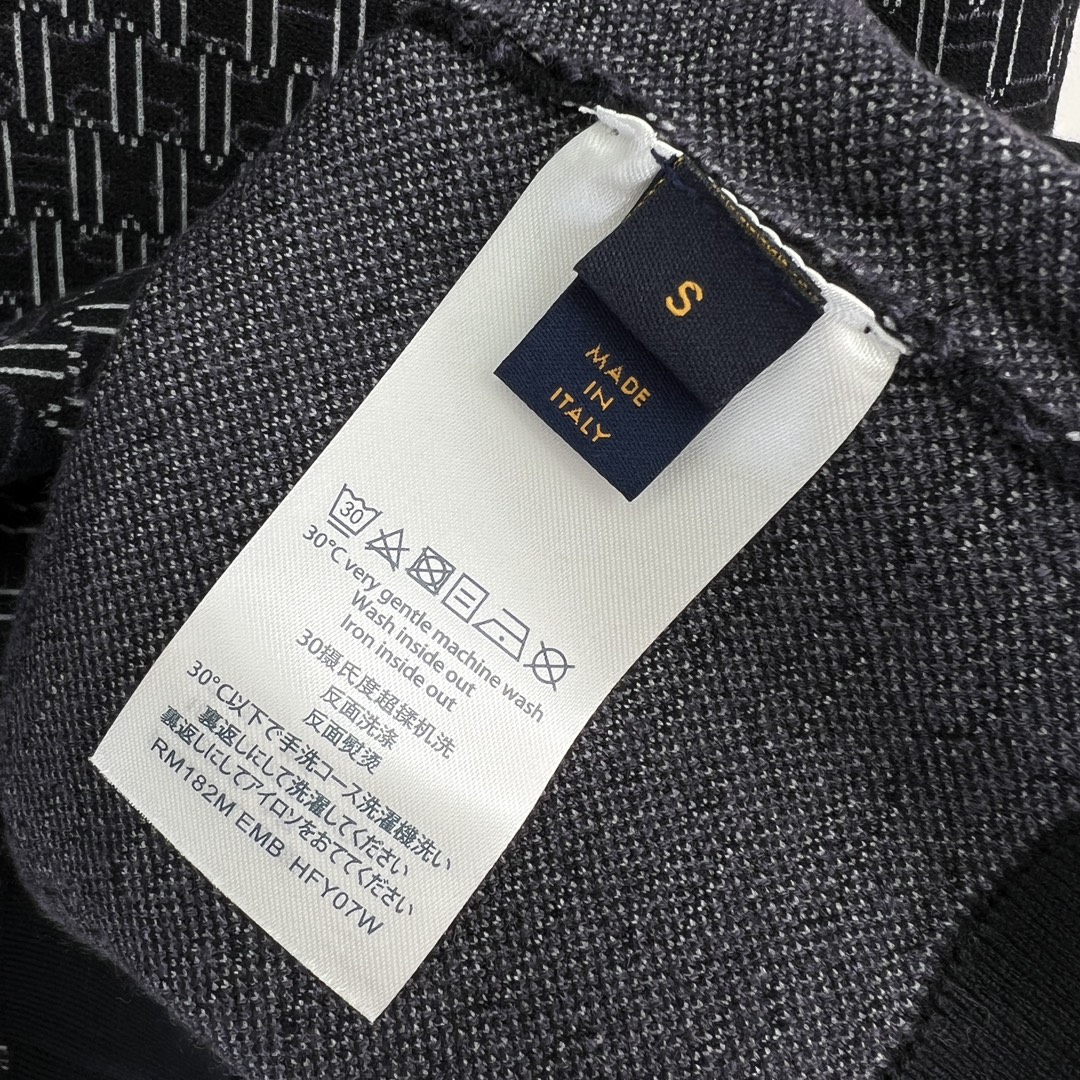 S
MADE
IN
ITALY
30
30°C very gentle machine wash
Wash inside out
Iron inside out
30摄氏度超揉机洗
反面洗涤
反面熨烫
30°C以下で手洗コース洗濯機洗い
裏返しにして洗濯してください
裏返しにしてアイロンをおててください
RM182M EMB HFY07W